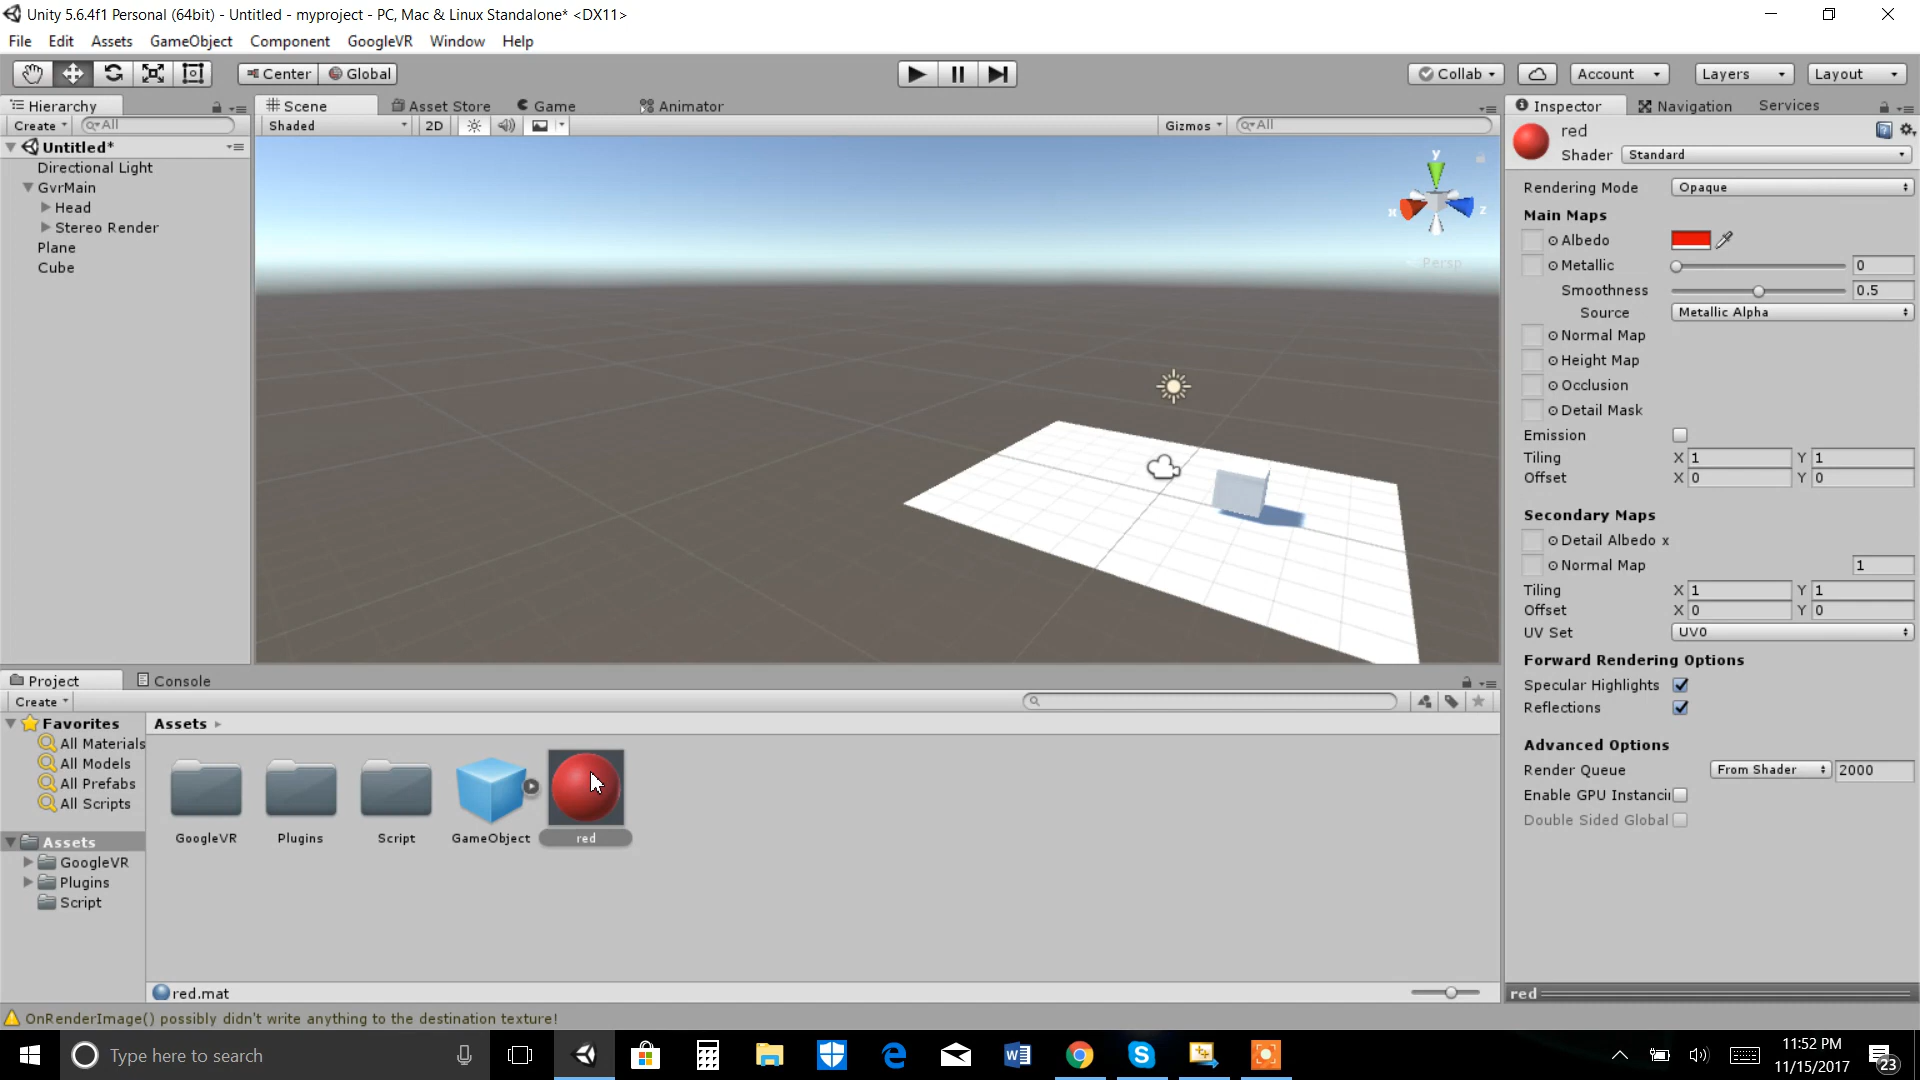 Unity 5.6.4f1 Personal (64bit) - Untitled - myproject - PC, Mac & Linux Standalone* <DX11>
File Edit Assets GameObject Component GoogleVR Window Help
Center Global Collab Account Layers Layout
Hierarchy
Create All
Untitled*
Directional Light
GvrMain
Head
Stereo Render
Plane
Cube
Scene Asset Store Game Animator
Shaded 2D Gizmos All
y
x z
Persp
Inspector Navigation Services
red
Shader Standard
Rendering Mode Opaque
Main Maps
Albedo
Metallic 0
Smoothness 0.5
Source Metallic Alpha
Normal Map
Height Map
Occlusion
Detail Mask
Emission
Tiling X 1 Y 1
Offset X 0 Y 0
Secondary Maps
Detail Albedo x
Normal Map 1
Tiling X 1 Y 1
Offset X 0 Y 0
UV Set UV0
Forward Rendering Options
Specular Highlights
Reflections
Advanced Options
Render Queue From Shader 2000
Enable GPU Instancii
Double Sided Global
red
Project Console
Create
Favorites
All Materials
All Models
All Prefabs
All Scripts
Assets
GoogleVR
Plugins
Script
Assets
GoogleVR Plugins Script GameObject red
red.mat
OnRenderImage() possibly didn't write anything to the destination texture!
Type here to search
11:52 PM
11/15/2017
23